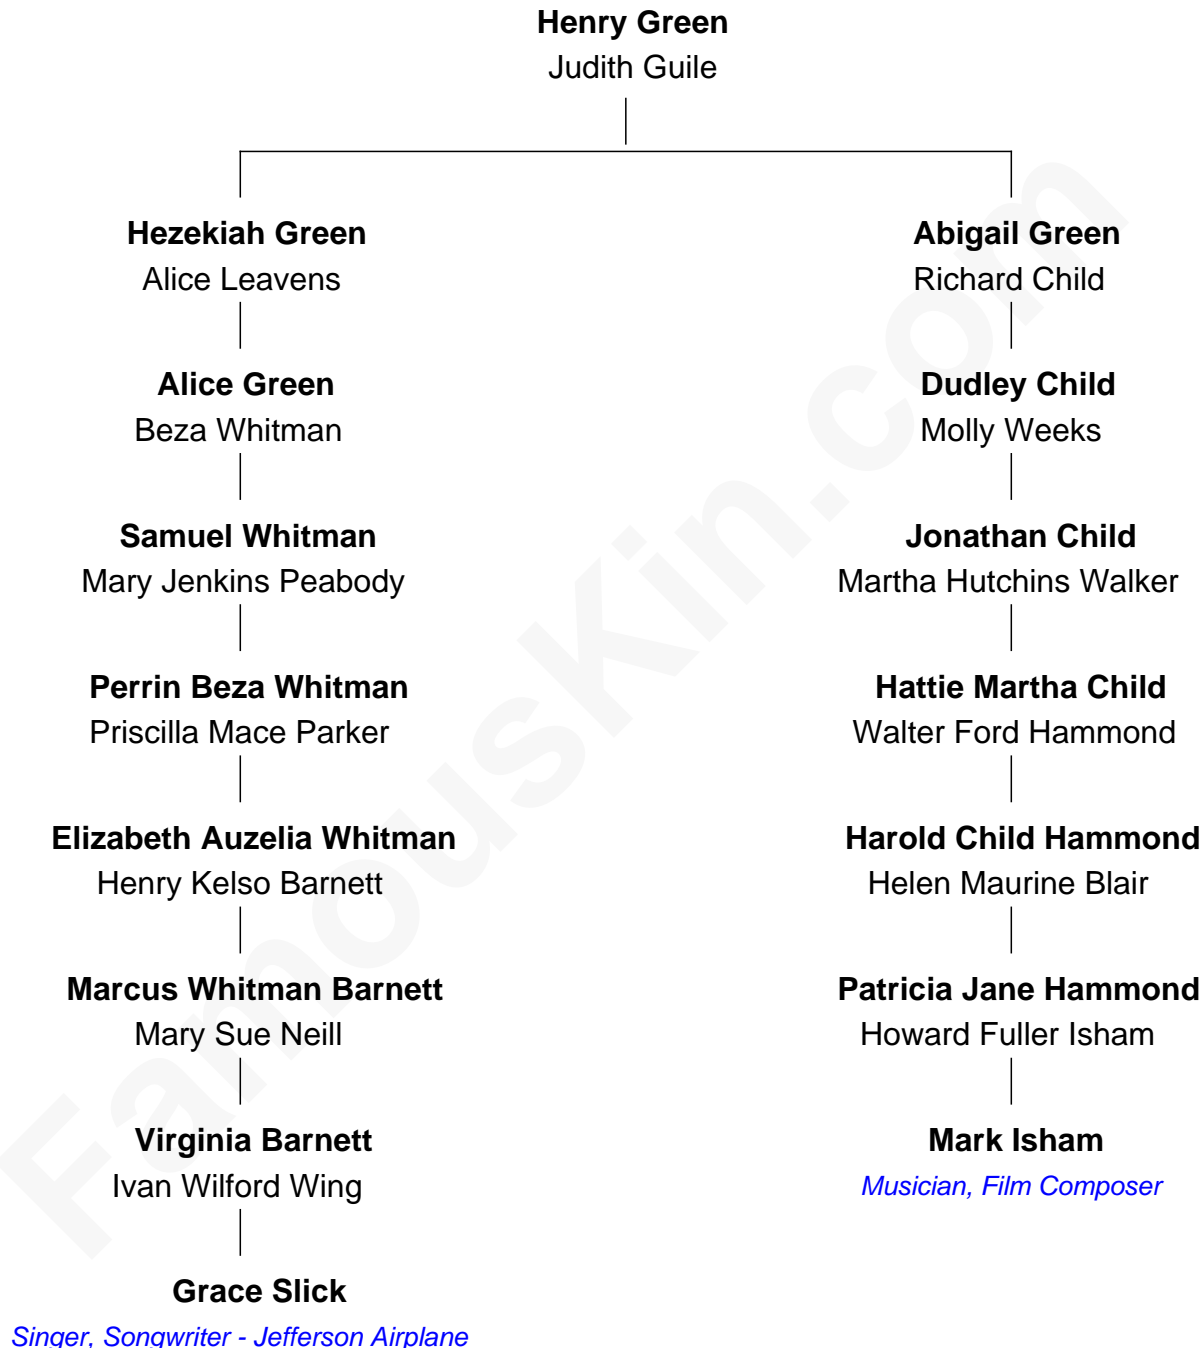 Henry Green
Judith Guile
Hezekiah Green
Alice Leavens
Abigail Green
Richard Child
Alice Green
Beza Whitman
Dudley Child
Molly Weeks
Samuel Whitman
Mary Jenkins Peabody
Jonathan Child
Martha Hutchins Walker
Perrin Beza Whitman
Priscilla Mace Parker
Hattie Martha Child
Walter Ford Hammond
Elizabeth Auzelia Whitman
Henry Kelso Barnett
Harold Child Hammond
Helen Maurine Blair
Marcus Whitman Barnett
Mary Sue Neill
Patricia Jane Hammond
Howard Fuller Isham
Virginia Barnett
Ivan Wilford Wing
Mark Isham
Musician, Film Composer
Grace Slick
Singer, Songwriter - Jefferson Airplane
FamousKin.com